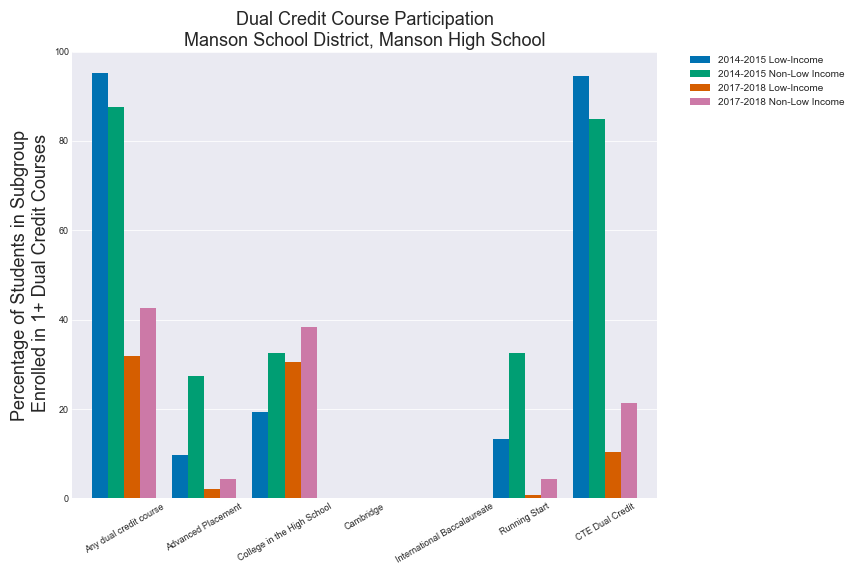 Dual Credit Course Participation
Manson School District, Manson High School
2014-2015 Low-Income
2014-2015 Non-Low Income
2017-2018 Low-Income
2017-2018 Non-Low Income
Percentage of Students in Subgroup
Enrolled in 1+ Dual Credit Courses
100
80
60
40
20
0
Any dual credit course
Advanced Placement
College in the High School
Cambridge
International Baccalaureate
Running Start
CTE Dual Credit